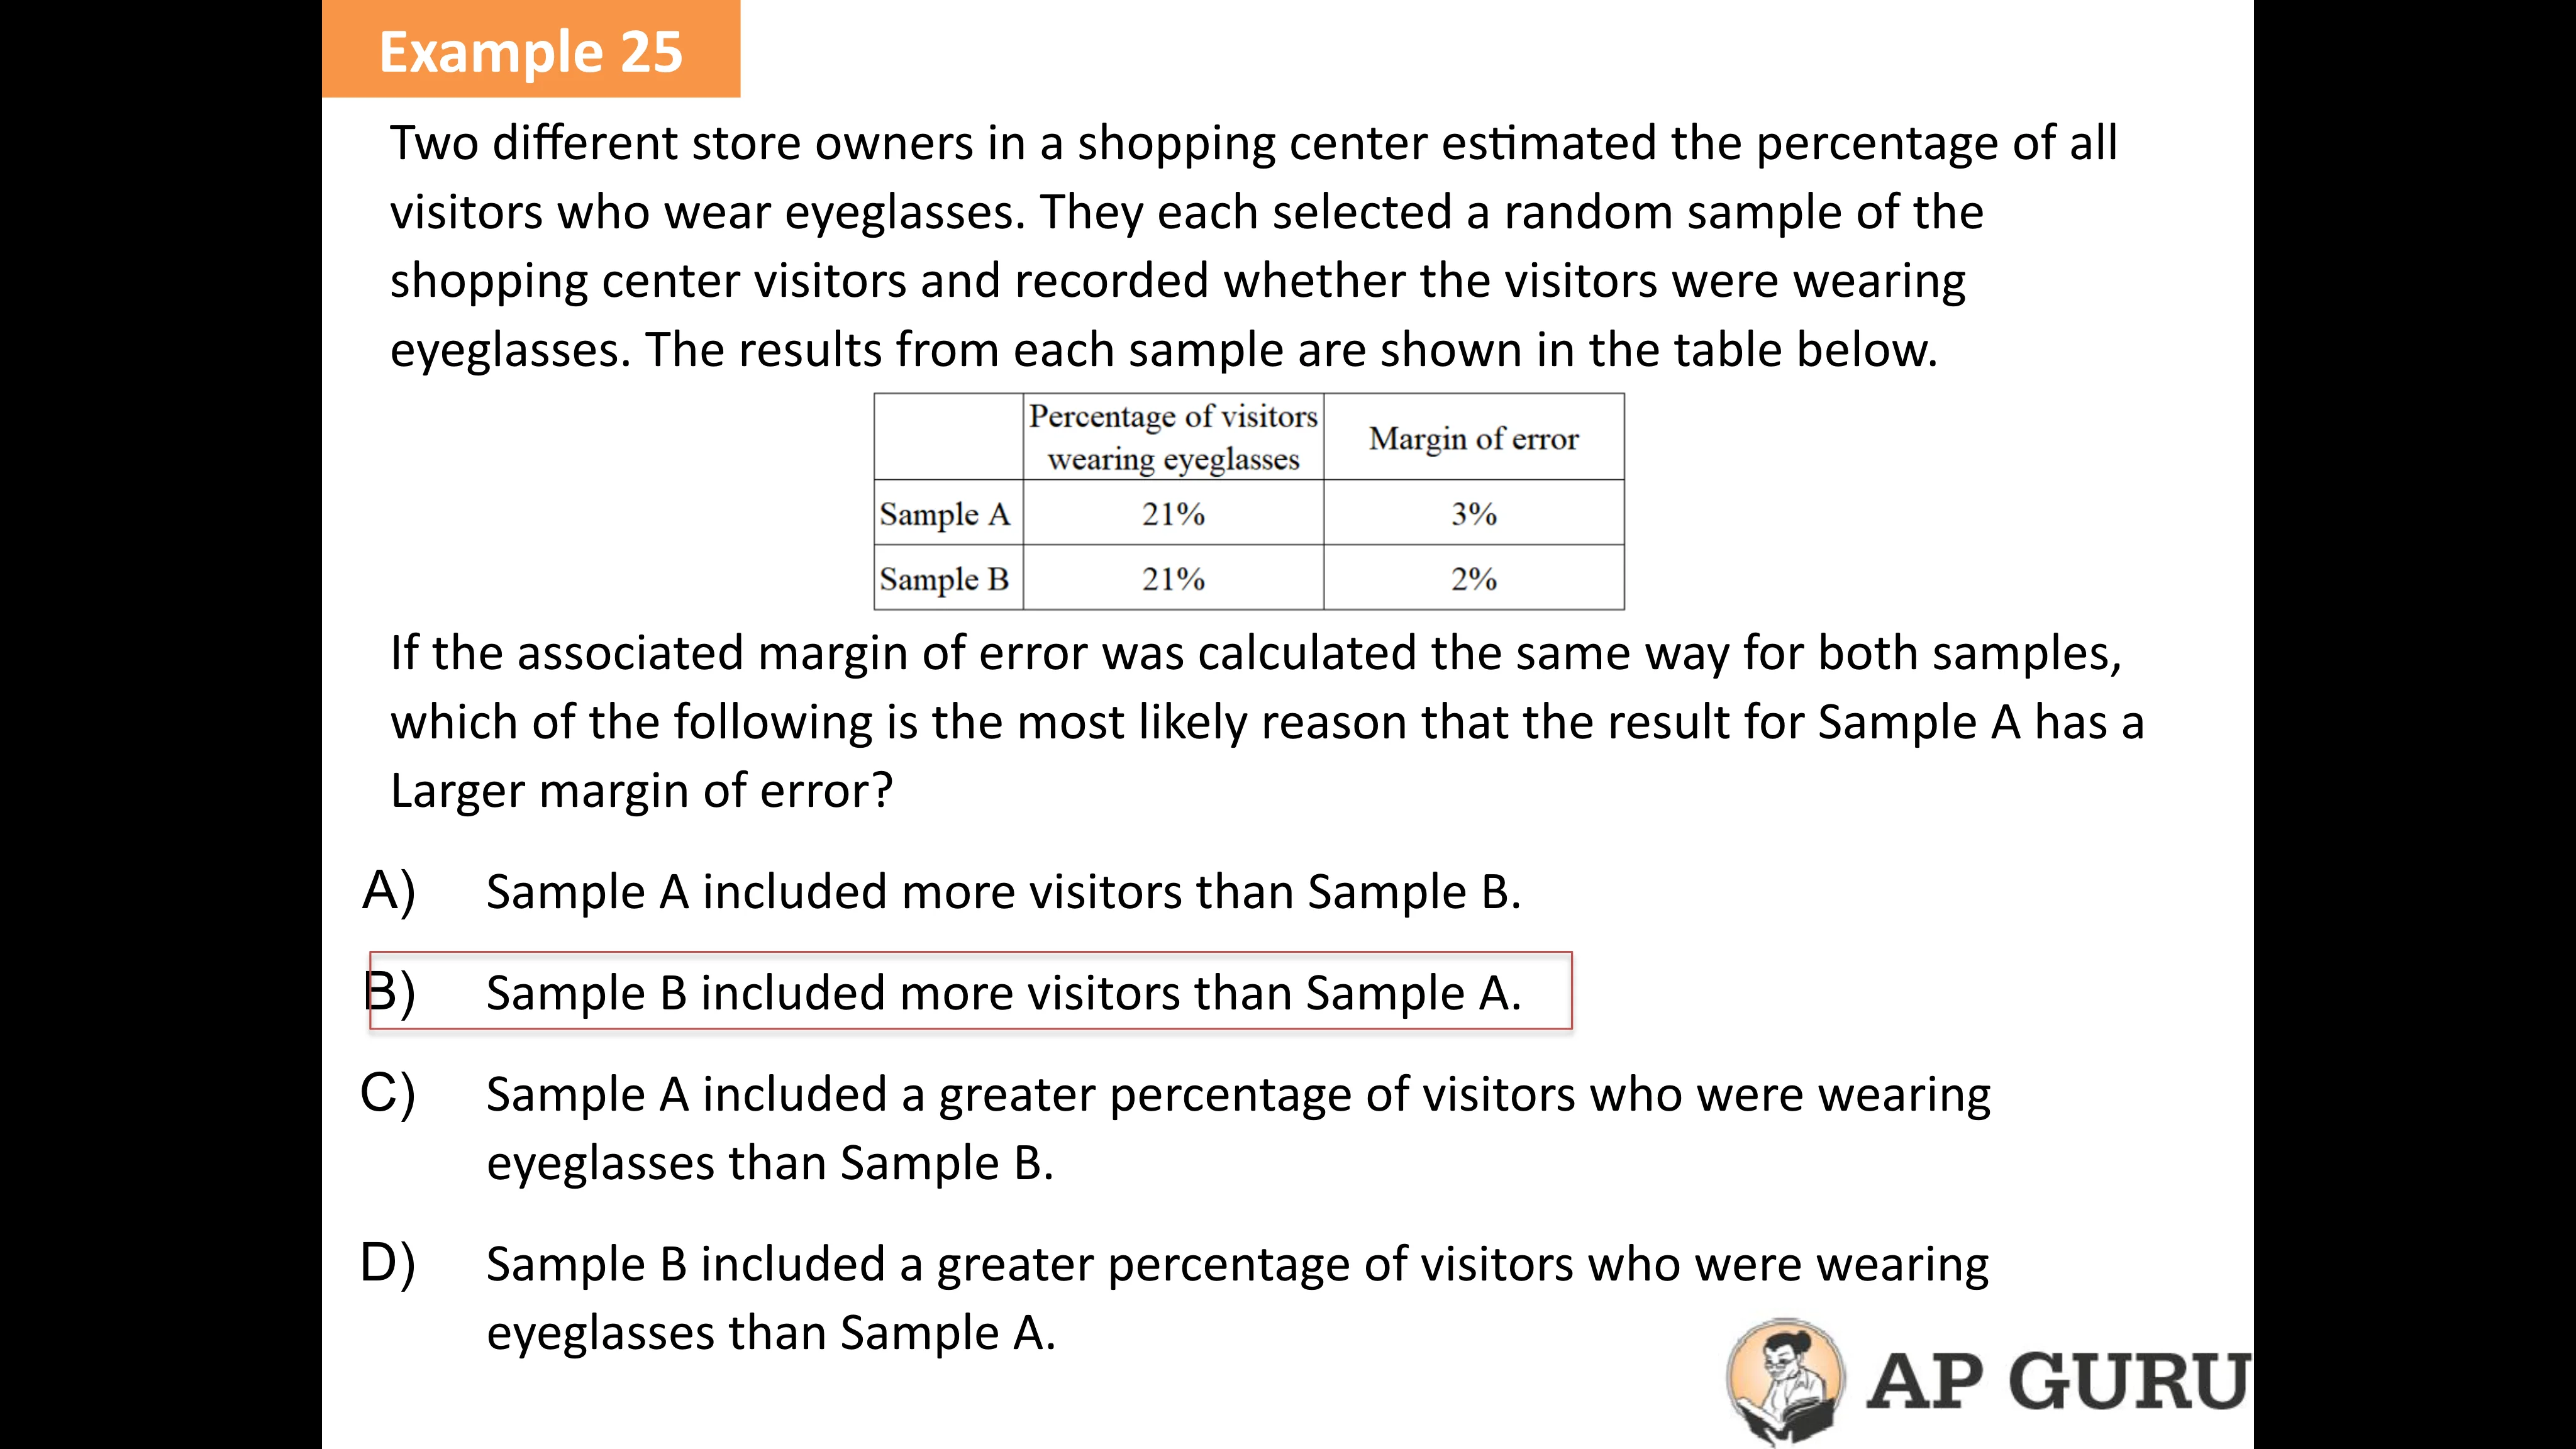 Example 25
Two different store owners in a shopping center estimated the percentage of all
visitors who wear eyeglasses. They each selected a random sample of the
shopping center visitors and recorded whether the visitors were wearing
eyeglasses. The results from each sample are shown in the table below.
Percentage of visitors wearing eyeglasses Margin of error
Sample A 21% 3%
Sample B 21% 2%
If the associated margin of error was calculated the same way for both samples,
which of the following is the most likely reason that the result for Sample A has a
Larger margin of error?
A) Sample A included more visitors than Sample B.
B) Sample B included more visitors than Sample A.
C) Sample A included a greater percentage of visitors who were wearing
eyeglasses than Sample B.
D) Sample B included a greater percentage of visitors who were wearing
eyeglasses than Sample A.
AP GURU